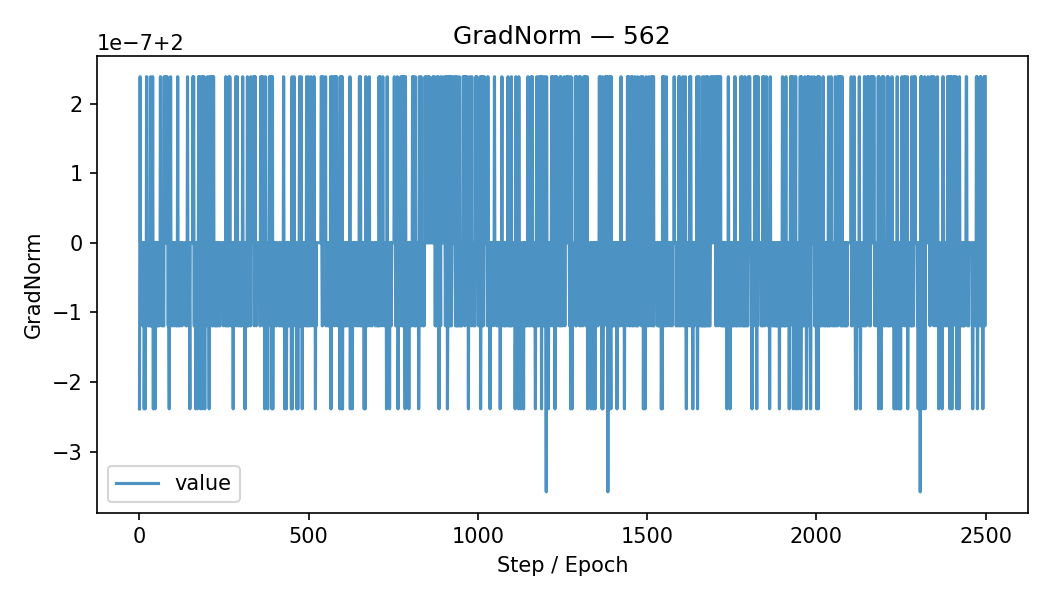 GradNorm — 562
1e−7+2
GradNorm
2
1
0
−1
−2
−3
value
0
500
1000
1500
2000
2500
Step / Epoch